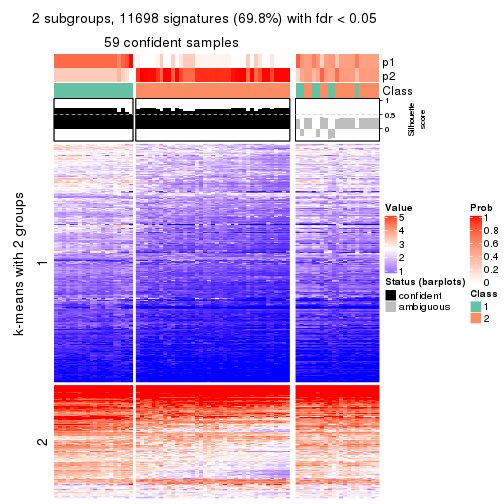 2 subgroups, 11698 signatures (69.8%) with fdr < 0.05
59 confident samples
p1
p2
Class
1
0.5
0
Silhouette
score
k-means with 2 groups
1
2
Value
5
4
3
2
1
Status (barplots)
confident
ambiguous
Prob
1
0.8
0.6
0.4
0.2
0
Class
1
2